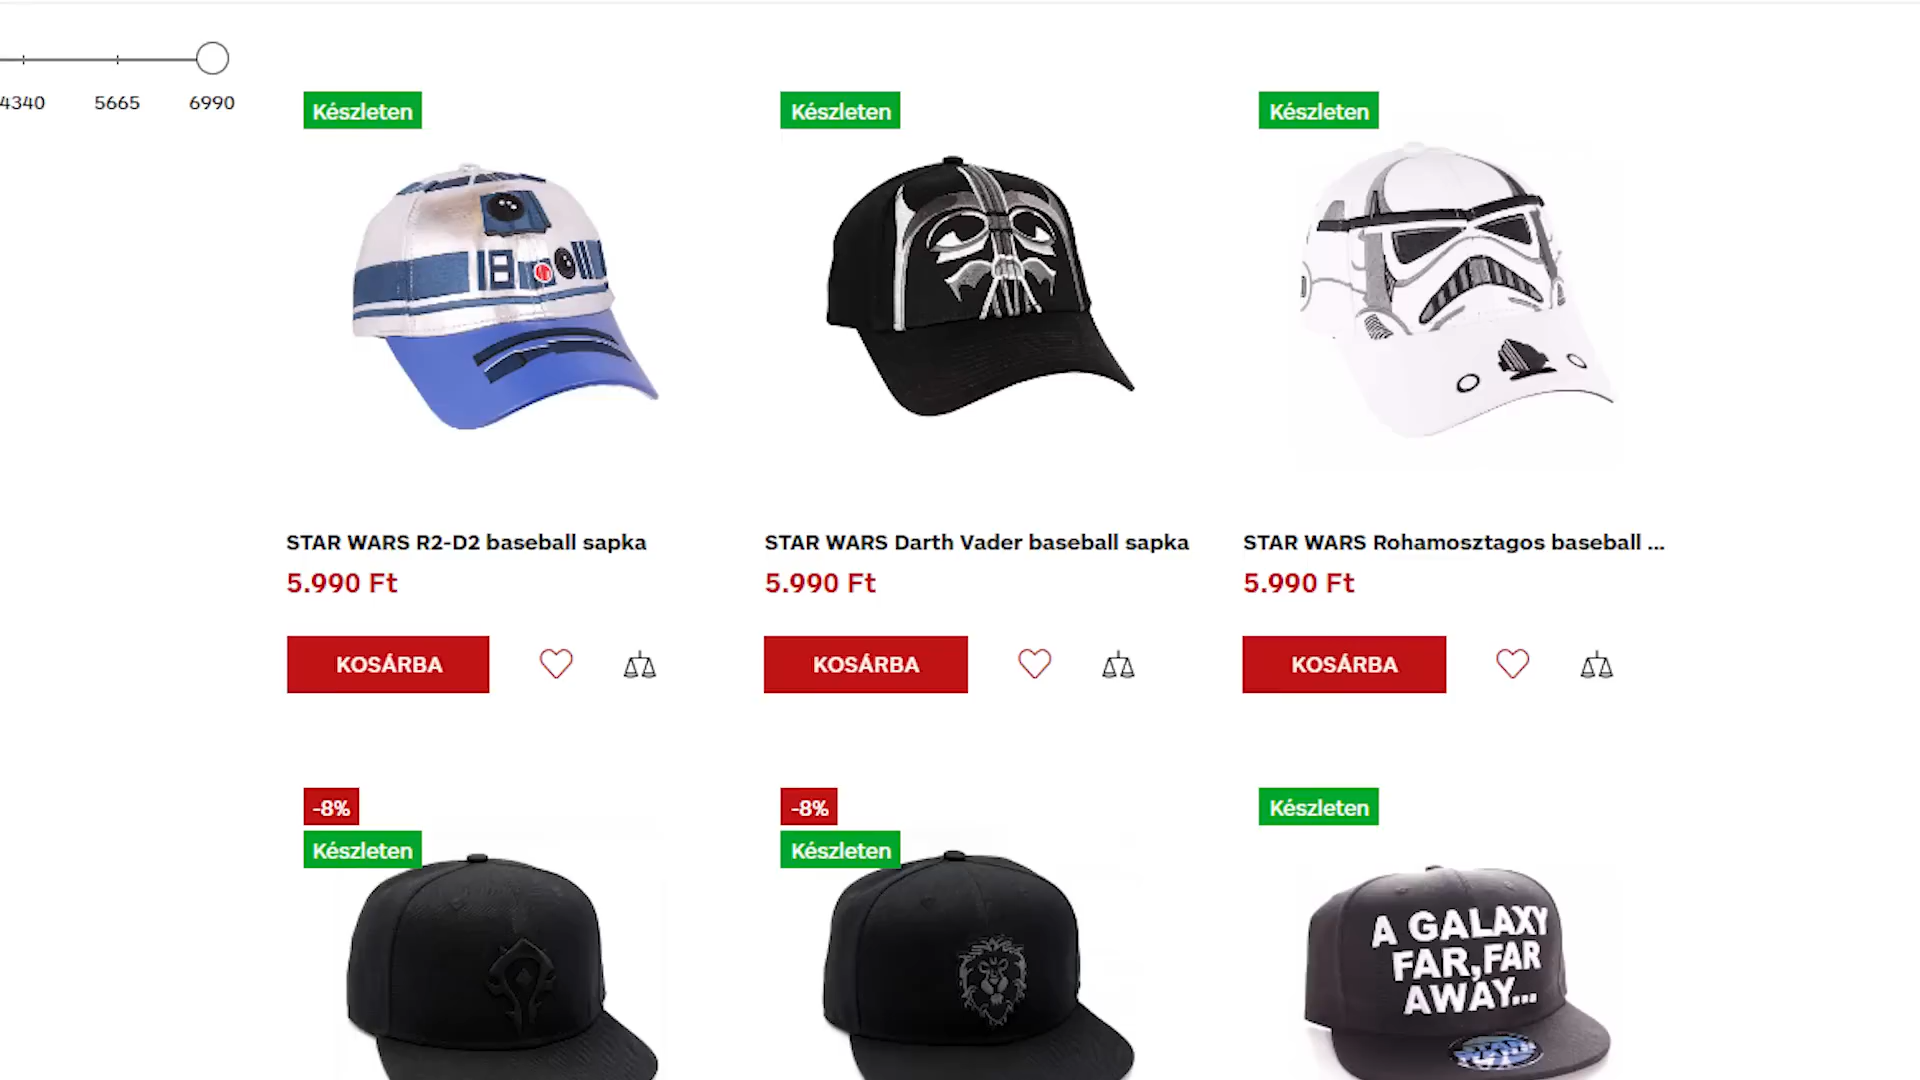 4340 5665 6990
Készleten Készleten Készleten
STAR WARS R2-D2 baseball sapka
5.990 Ft
STAR WARS Darth Vader baseball sapka
5.990 Ft
STAR WARS Rohamosztagos baseball ...
5.990 Ft
KOSÁRBA KOSÁRBA KOSÁRBA
-8%
Készleten
-8%
Készleten
Készleten
A GALAXY
FAR, FAR
AWAY...
STAR
WARS